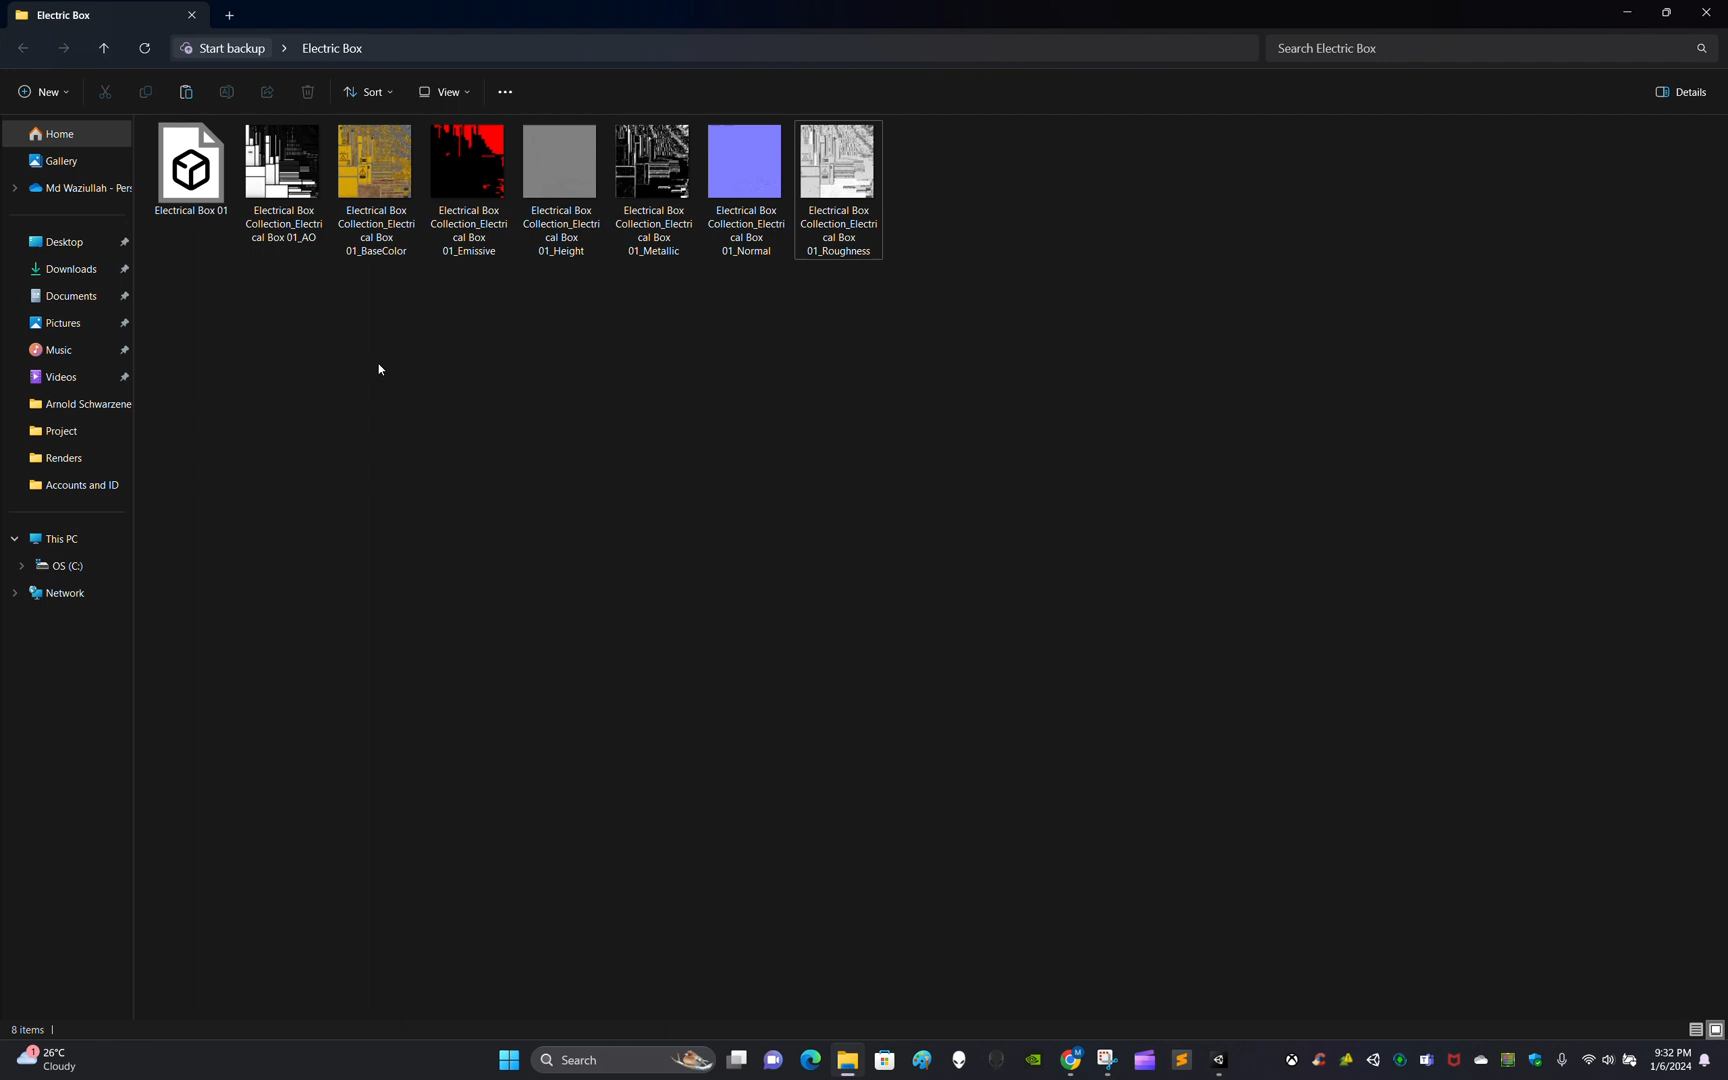 Electric Box
Start backup
Electric Box
Search Electric Box
New
Sort
View
Details
Home
Gallery
Md Waziullah - Pers
Desktop
Downloads
Documents
Pictures
Music
Videos
Arnold Schwarzene
Project
Renders
Accounts and ID
This PC
OS (C:)
Network
Electrical Box 01
Electrical Box
Collection_Electri
cal Box 01_AO
Electrical Box
Collection_Electri
cal Box
01_BaseColor
Electrical Box
Collection_Electri
cal Box
01_Emissive
Electrical Box
Collection_Electri
cal Box
01_Height
Electrical Box
Collection_Electri
cal Box
01_Metallic
Electrical Box
Collection_Electri
cal Box
01_Normal
Electrical Box
Collection_Electri
cal Box
01_Roughness
8 items
1
26°C
Cloudy
Search
M
9:32 PM
1/6/2024